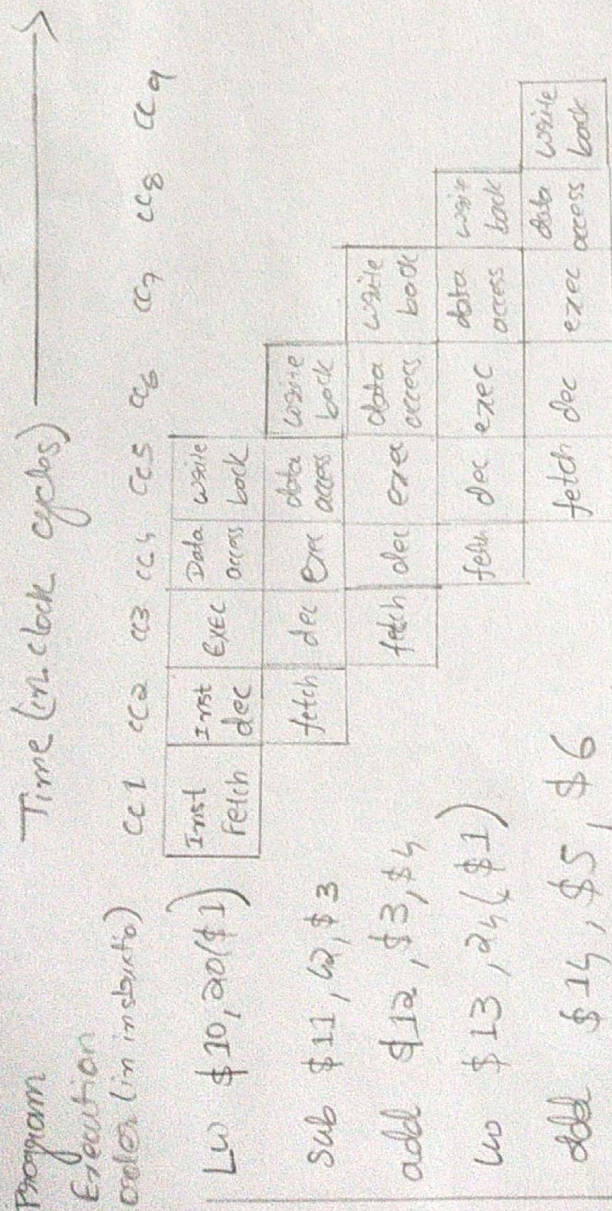 Program
Execution
order (in instructio)
Time (in clock cycles)
CC1 CC2 CC3 CC4 CC5 CC6 CC7 CC8 CC9
Lw $10, 20($1) Inst Fetch Inst dec Exec Data access write back
sub $11, $2, $3 fetch dec exec data access write back
add $12, $3, $4 fetch dec exec data access write back
lw $13, 24($1) fetch dec exec data access write back
add $14, $5, $6 fetch dec exec data access write back